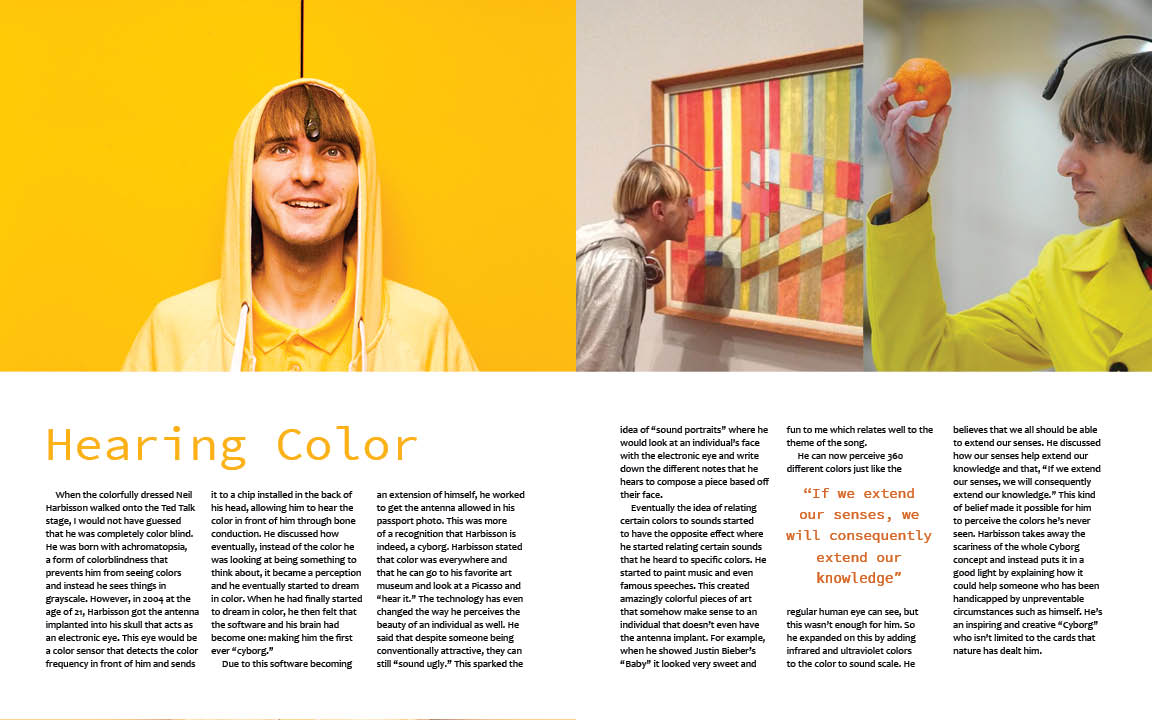 Hearing Color
When the colorfully dressed Neil
Harbisson walked onto the Ted Talk
stage, I would not have guessed
that he was completely color blind.
He was born with achromatopsia,
a form of colorblindness that
prevents him from seeing colors
and instead he sees things in
grayscale. However, in 2004 at the
age of 21, Harbisson got the antenna
implanted into his skull that acts as
an electronic eye. This eye would be
a color sensor that detects the color
frequency in front of him and sends
it to a chip installed in the back of
his head, allowing him to hear the
color in front of him through bone
conduction. He discussed how
eventually, instead of the color he
was looking at being something to
think about, it became a perception
and he eventually started to dream
in color. When he had finally started
to dream in color, he then felt that
the software and his brain had
become one: making him the first
ever “cyborg.”
Due to this software becoming
an extension of himself, he worked
to get the antenna allowed in his
passport photo. This was more
of a recognition that Harbisson is
indeed, a cyborg. Harbisson stated
that color was everywhere and
that he can go to his favorite art
museum and look at a Picasso and
“hear it.” The technology has even
changed the way he perceives the
beauty of an individual as well. He
said that despite someone being
conventionally attractive, they can
still “sound ugly.” This sparked the
idea of “sound portraits” where he
would look at an individual’s face
with the electronic eye and write
down the different notes that he
hears to compose a piece based off
their face.
Eventually the idea of relating
certain colors to sounds started
to have the opposite effect where
he started relating certain sounds
that he heard to specific colors. He
started to paint music and even
famous speeches. This created
amazingly colorful pieces of art
that somehow make sense to an
individual that doesn’t even have
the antenna implant. For example,
when he showed Justin Bieber’s
“Baby” it looked very sweet and
fun to me which relates well to the
theme of the song.
He can now perceive 360
different colors just like the
“If we extend
our senses, we
will consequently
extend our
knowledge”
regular human eye can see, but
this wasn’t enough for him. So
he expanded on this by adding
infrared and ultraviolet colors
to the color to sound scale. He
believes that we all should be able
to extend our senses. He discussed
how our senses help extend our
knowledge and that, “If we extend
our senses, we will consequently
extend our knowledge.” This kind
of belief made it possible for him
to perceive the colors he’s never
seen. Harbisson takes away the
scariness of the whole Cyborg
concept and instead puts it in a
good light by explaining how it
could help someone who has been
handicapped by unpreventable
circumstances such as himself. He’s
an inspiring and creative “Cyborg”
who isn’t limited to the cards that
nature has dealt him.